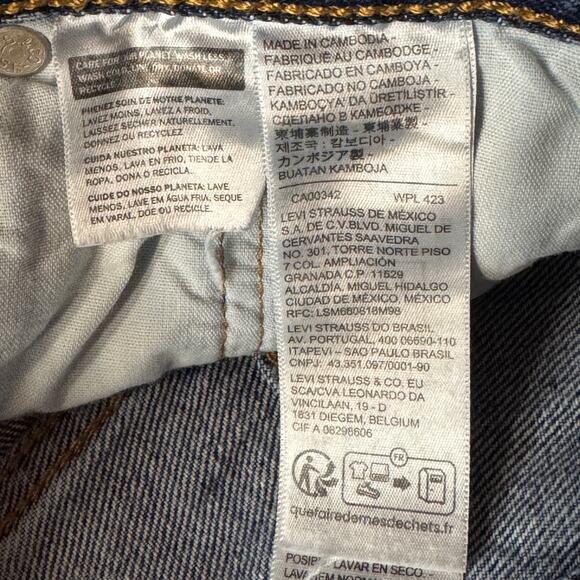 CARE FOR OUR PLANET: WASH LESS,
WASH COLD, LINE DRY, DONATE OR
RECYCLE.
PRENEZ SOIN DE NOTRE PLANÈTE:
LAVEZ MOINS, LAVEZ À FROID,
LAISSEZ SÉCHER NATURELLEMENT,
DONNEZ OU RECYCLEZ
CUIDA NUESTRO PLANETA: LAVA
MENOS, LAVA EN FRIO, TIENDE LA
ROPA, DONA O RECICLA.
CUIDE DO NOSSO PLANETA: LAVE
MENOS, LAVE EM ÁGUA FRIA, SEQUE
EM VARAL, DOE OU RECICLE.
MADE IN CAMBODIA -
FABRIQUÉ AU CAMBODGE -
FABRICADO EN CAMBOYA -
FABRICADO NO CAMBOJA -
KAMBOÇYA'DA ÜRETİLİŞTİR -
СДЕЛАНО В КАМБОДЖЕ -
柬埔寨制造 - 柬埔寨製 -
제조국 : 캄보디아 -
カンボジア製 -
BUATAN KAMBOJA
CA00342 WPL 423
LEVI STRAUSS DE MÉXICO
S.A. DE C.V.BLVD. MIGUEL DE
CERVANTES SAAVEDRA
NO. 301, TORRE NORTE PISO
7 COL. AMPLIACIÓN
GRANADA C.P. 11529
ALCALDÍA, MIGUEL HIDALGO
CIUDAD DE MÉXICO, MÉXICO
RFC: LSM680618M98
LEVI STRAUSS DO BRASIL
AV. PORTUGAL, 400 06690-110
ITAPEVI – SAO PAULO BRASIL
CNPJ: 43.351.097/0001-90
LEVI STRAUSS & CO. EU
SCA/CVA LEONARDO DA
VINCILAAN, 19 - D
1831 DIEGEM, BELGIUM
CIF A 08298606
FR
quefairedemesdechets.fr
LAVAR EN SECO